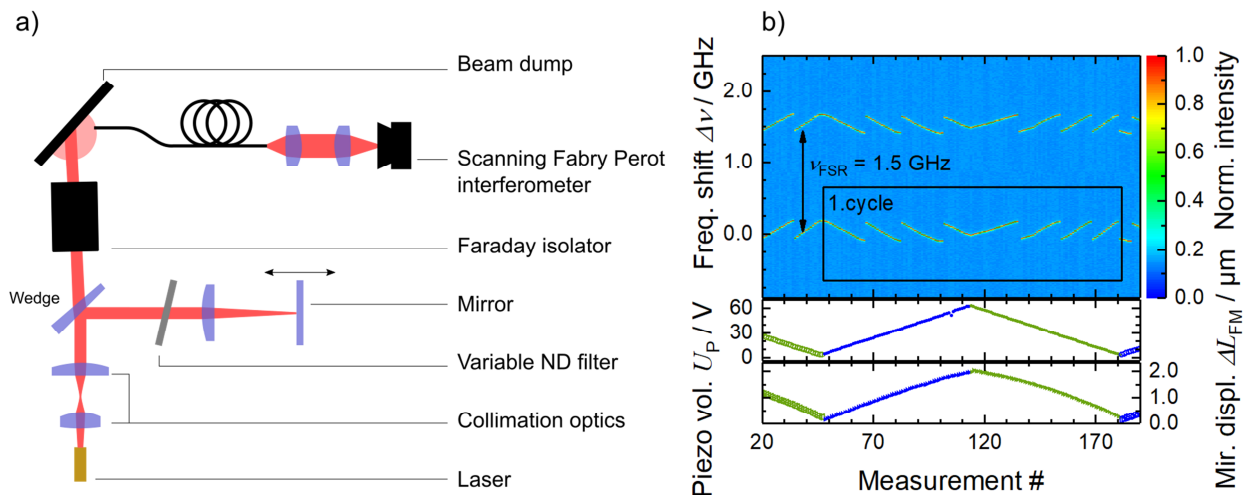 a)
Beam dump
Scanning Fabry Perot
interferometer
Faraday isolator
Wedge
Mirror
Variable ND filter
Collimation optics
Laser
b)
Freq. shift Δν / GHz
2.0
1.0
0.0
ν_FSR = 1.5 GHz
1.cycle
1.0
0.8
0.6
0.4
0.2
0.0
Norm. intensity
Piezo vol. U_P / V
60
30
0
Mir. displ. ΔL_FM / µm
2.0
1.0
0.0
20
70
120
170
Measurement #